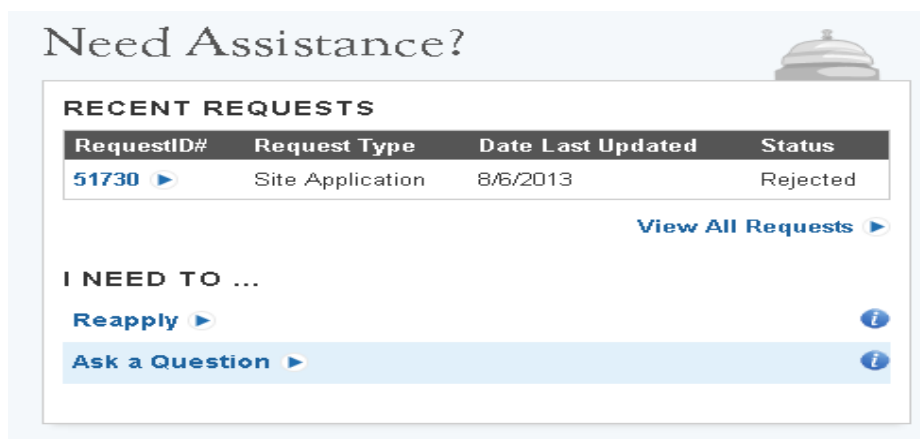 Need Assistance?
RECENT REQUESTS
RequestID# Request Type Date Last Updated Status
51730 Site Application 8/6/2013 Rejected
View All Requests
I NEED TO ...
Reapply
i
Ask a Question
i